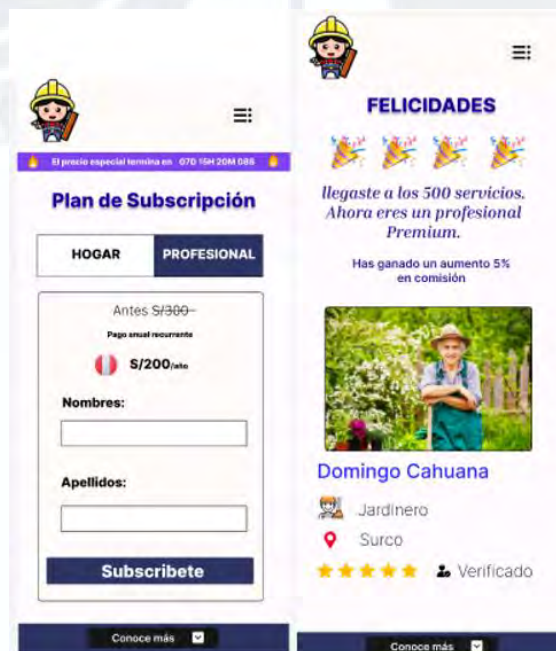 El precio especial termina en 07D 15H 20M 08S
Plan de Subscripción
HOGAR
PROFESIONAL
Antes S/300
Pago anual recurrente
S/200/año
Nombres:
Apellidos:
Subscribete
Conoce más
FELICIDADES
llegaste a los 500 servicios.
Ahora eres un profesional
Premium.
Has ganado un aumento 5%
en comisión
Domingo Cahuana
Jardinero
Surco
Verificado
Conoce más